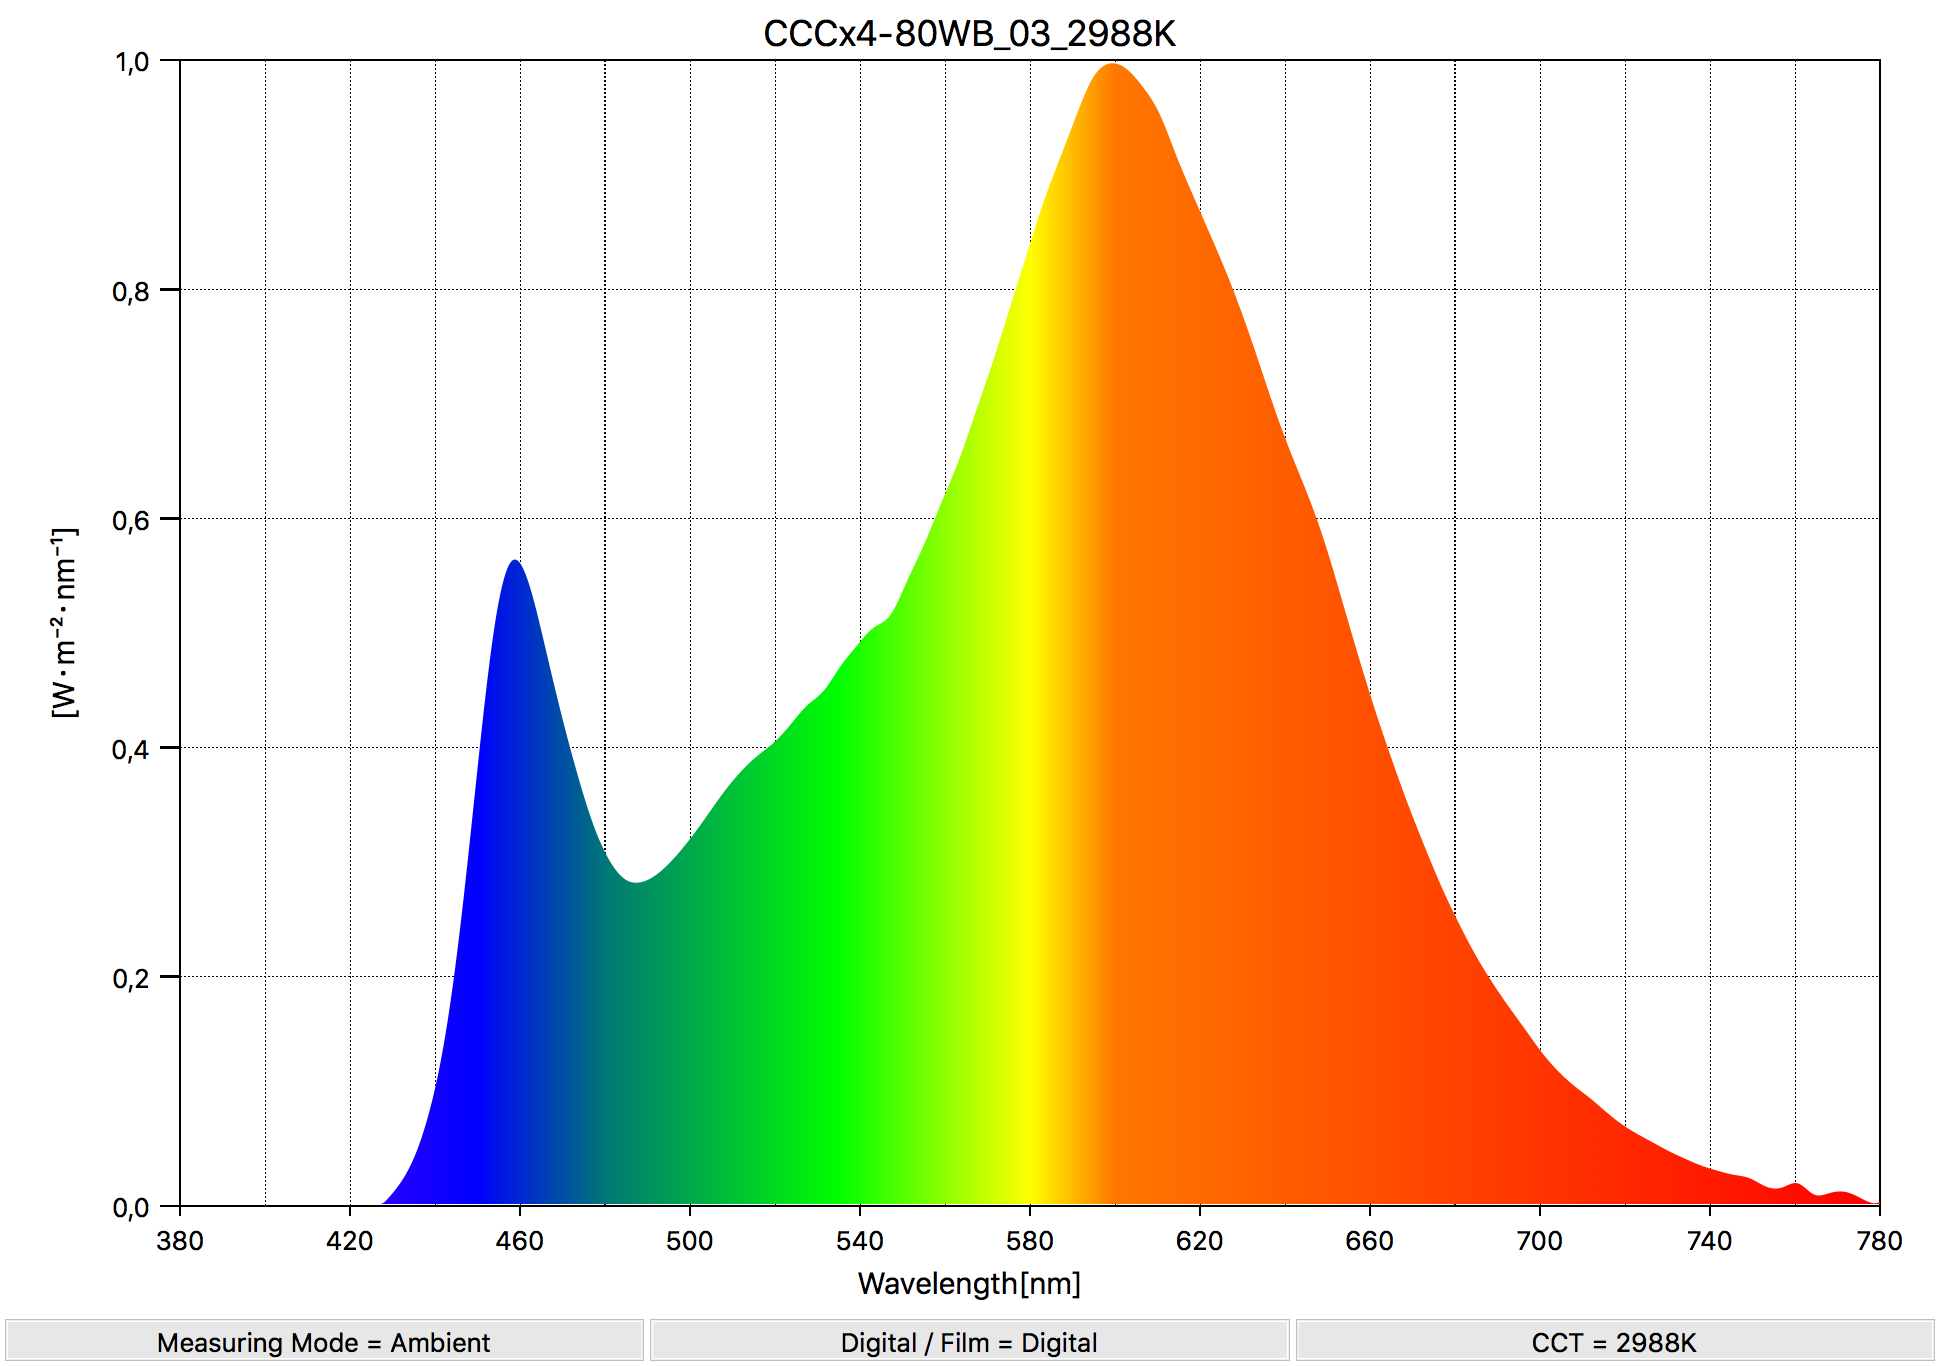 CCCx4-80WB_03_2988K
1,0
0,8
0,6
0,4
0,2
0,0
[W·m⁻²·nm⁻¹]
380 420 460 500 540 580 620 660 700 740 780
Wavelength[nm]
Measuring Mode = Ambient
Digital / Film = Digital
CCT = 2988K